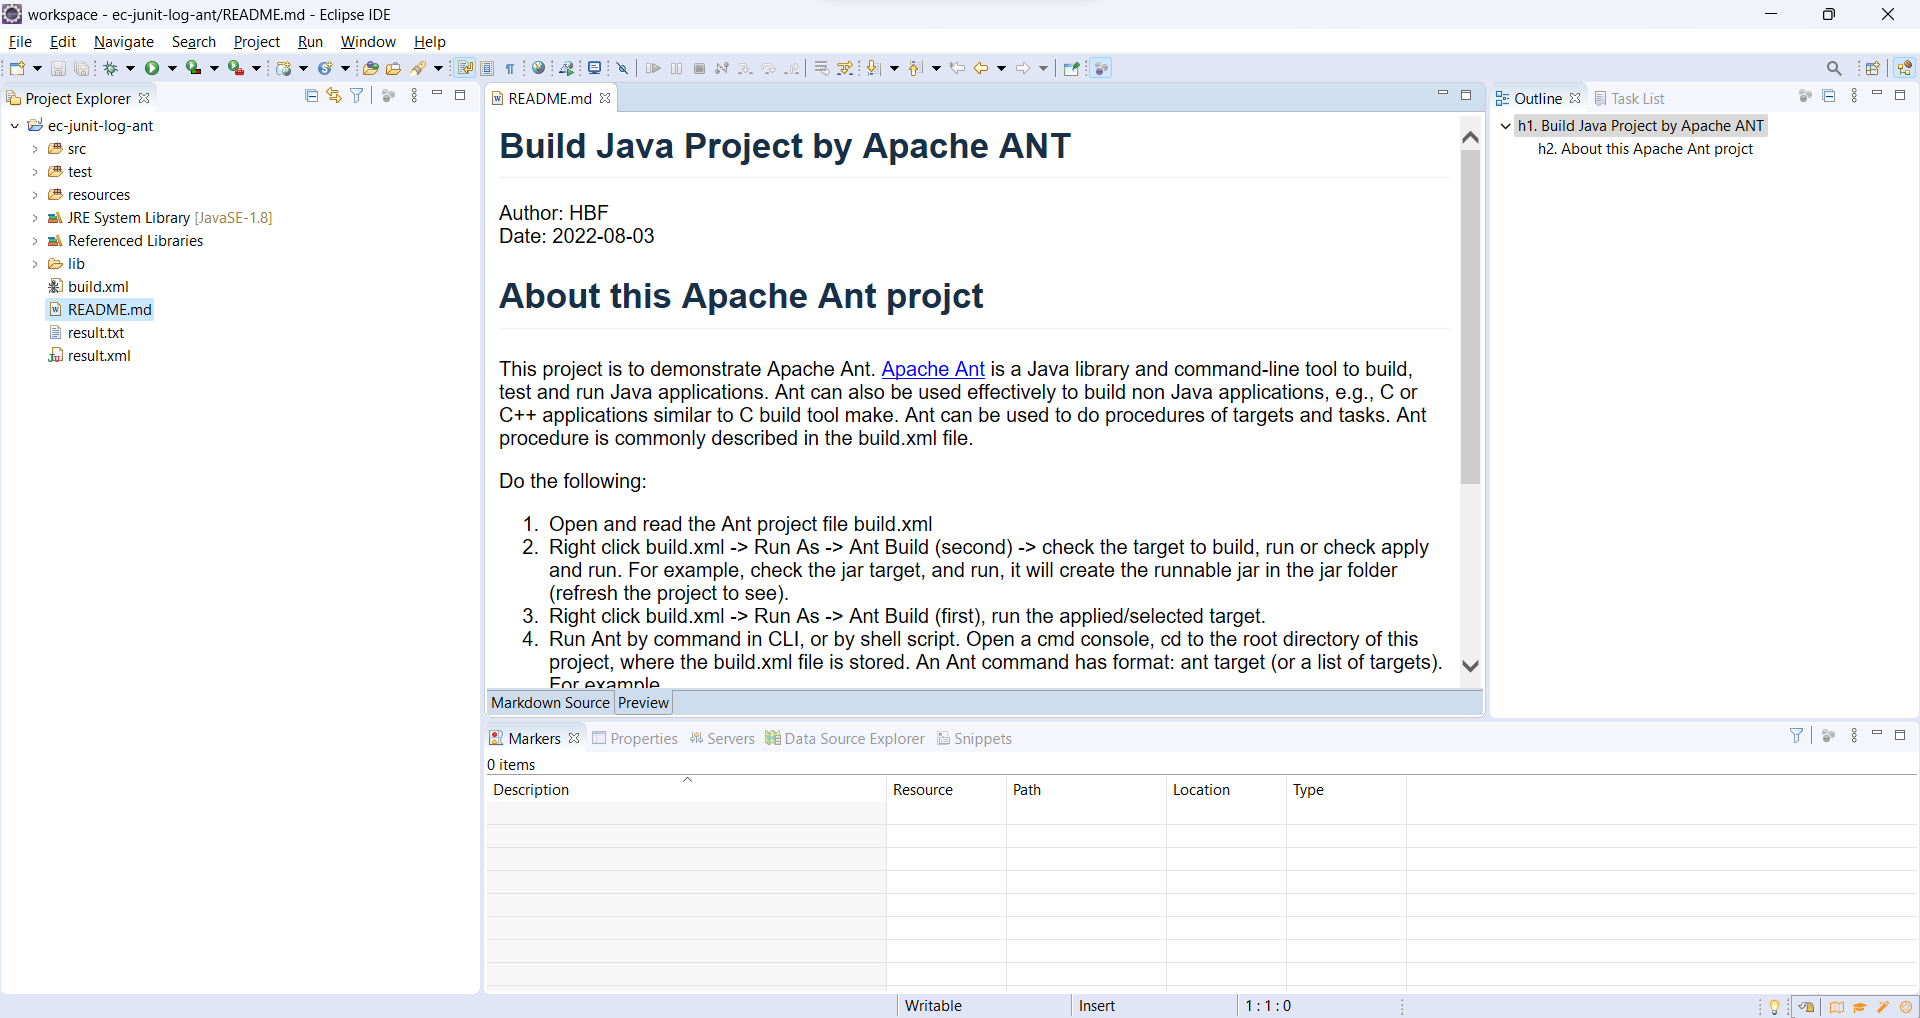 workspace - ec-junit-log-ant/README.md - Eclipse IDE
File Edit Navigate Search Project Run Window Help
Project Explorer
ec-junit-log-ant
src
test
resources
JRE System Library [JavaSE-1.8]
Referenced Libraries
lib
build.xml
README.md
result.txt
result.xml
README.md
Build Java Project by Apache ANT
Author: HBF
Date: 2022-08-03
About this Apache Ant projct
This project is to demonstrate Apache Ant. Apache Ant is a Java library and command-line tool to build,
test and run Java applications. Ant can also be used effectively to build non Java applications, e.g., C or
C++ applications similar to C build tool make. Ant can be used to do procedures of targets and tasks. Ant
procedure is commonly described in the build.xml file.
Do the following:
1. Open and read the Ant project file build.xml
2. Right click build.xml -> Run As -> Ant Build (second) -> check the target to build, run or check apply
and run. For example, check the jar target, and run, it will create the runnable jar in the jar folder
(refresh the project to see).
3. Right click build.xml -> Run As -> Ant Build (first), run the applied/selected target.
4. Run Ant by command in CLI, or by shell script. Open a cmd console, cd to the root directory of this
project, where the build.xml file is stored. An Ant command has format: ant target (or a list of targets).
For example
Markdown Source Preview
Outline Task List
h1. Build Java Project by Apache ANT
h2. About this Apache Ant projct
Markers Properties Servers Data Source Explorer Snippets
0 items
Description Resource Path Location Type
Writable Insert 1 : 1 : 0